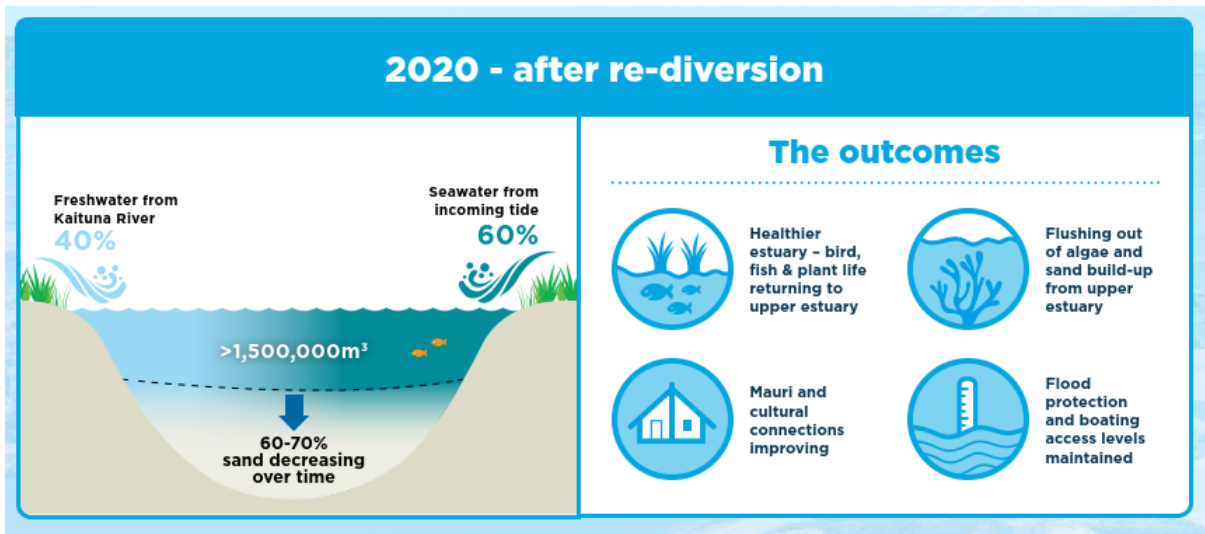 2020 - after re-diversion
Freshwater from
Kaituna River
40%
Seawater from
incoming tide
60%
>1,500,000m³
60-70%
sand decreasing
over time
The outcomes
Healthier
estuary – bird,
fish & plant life
returning to
upper estuary
Flushing out
of algae and
sand build-up
from upper
estuary
Mauri and
cultural
connections
improving
Flood
protection
and boating
access levels
maintained